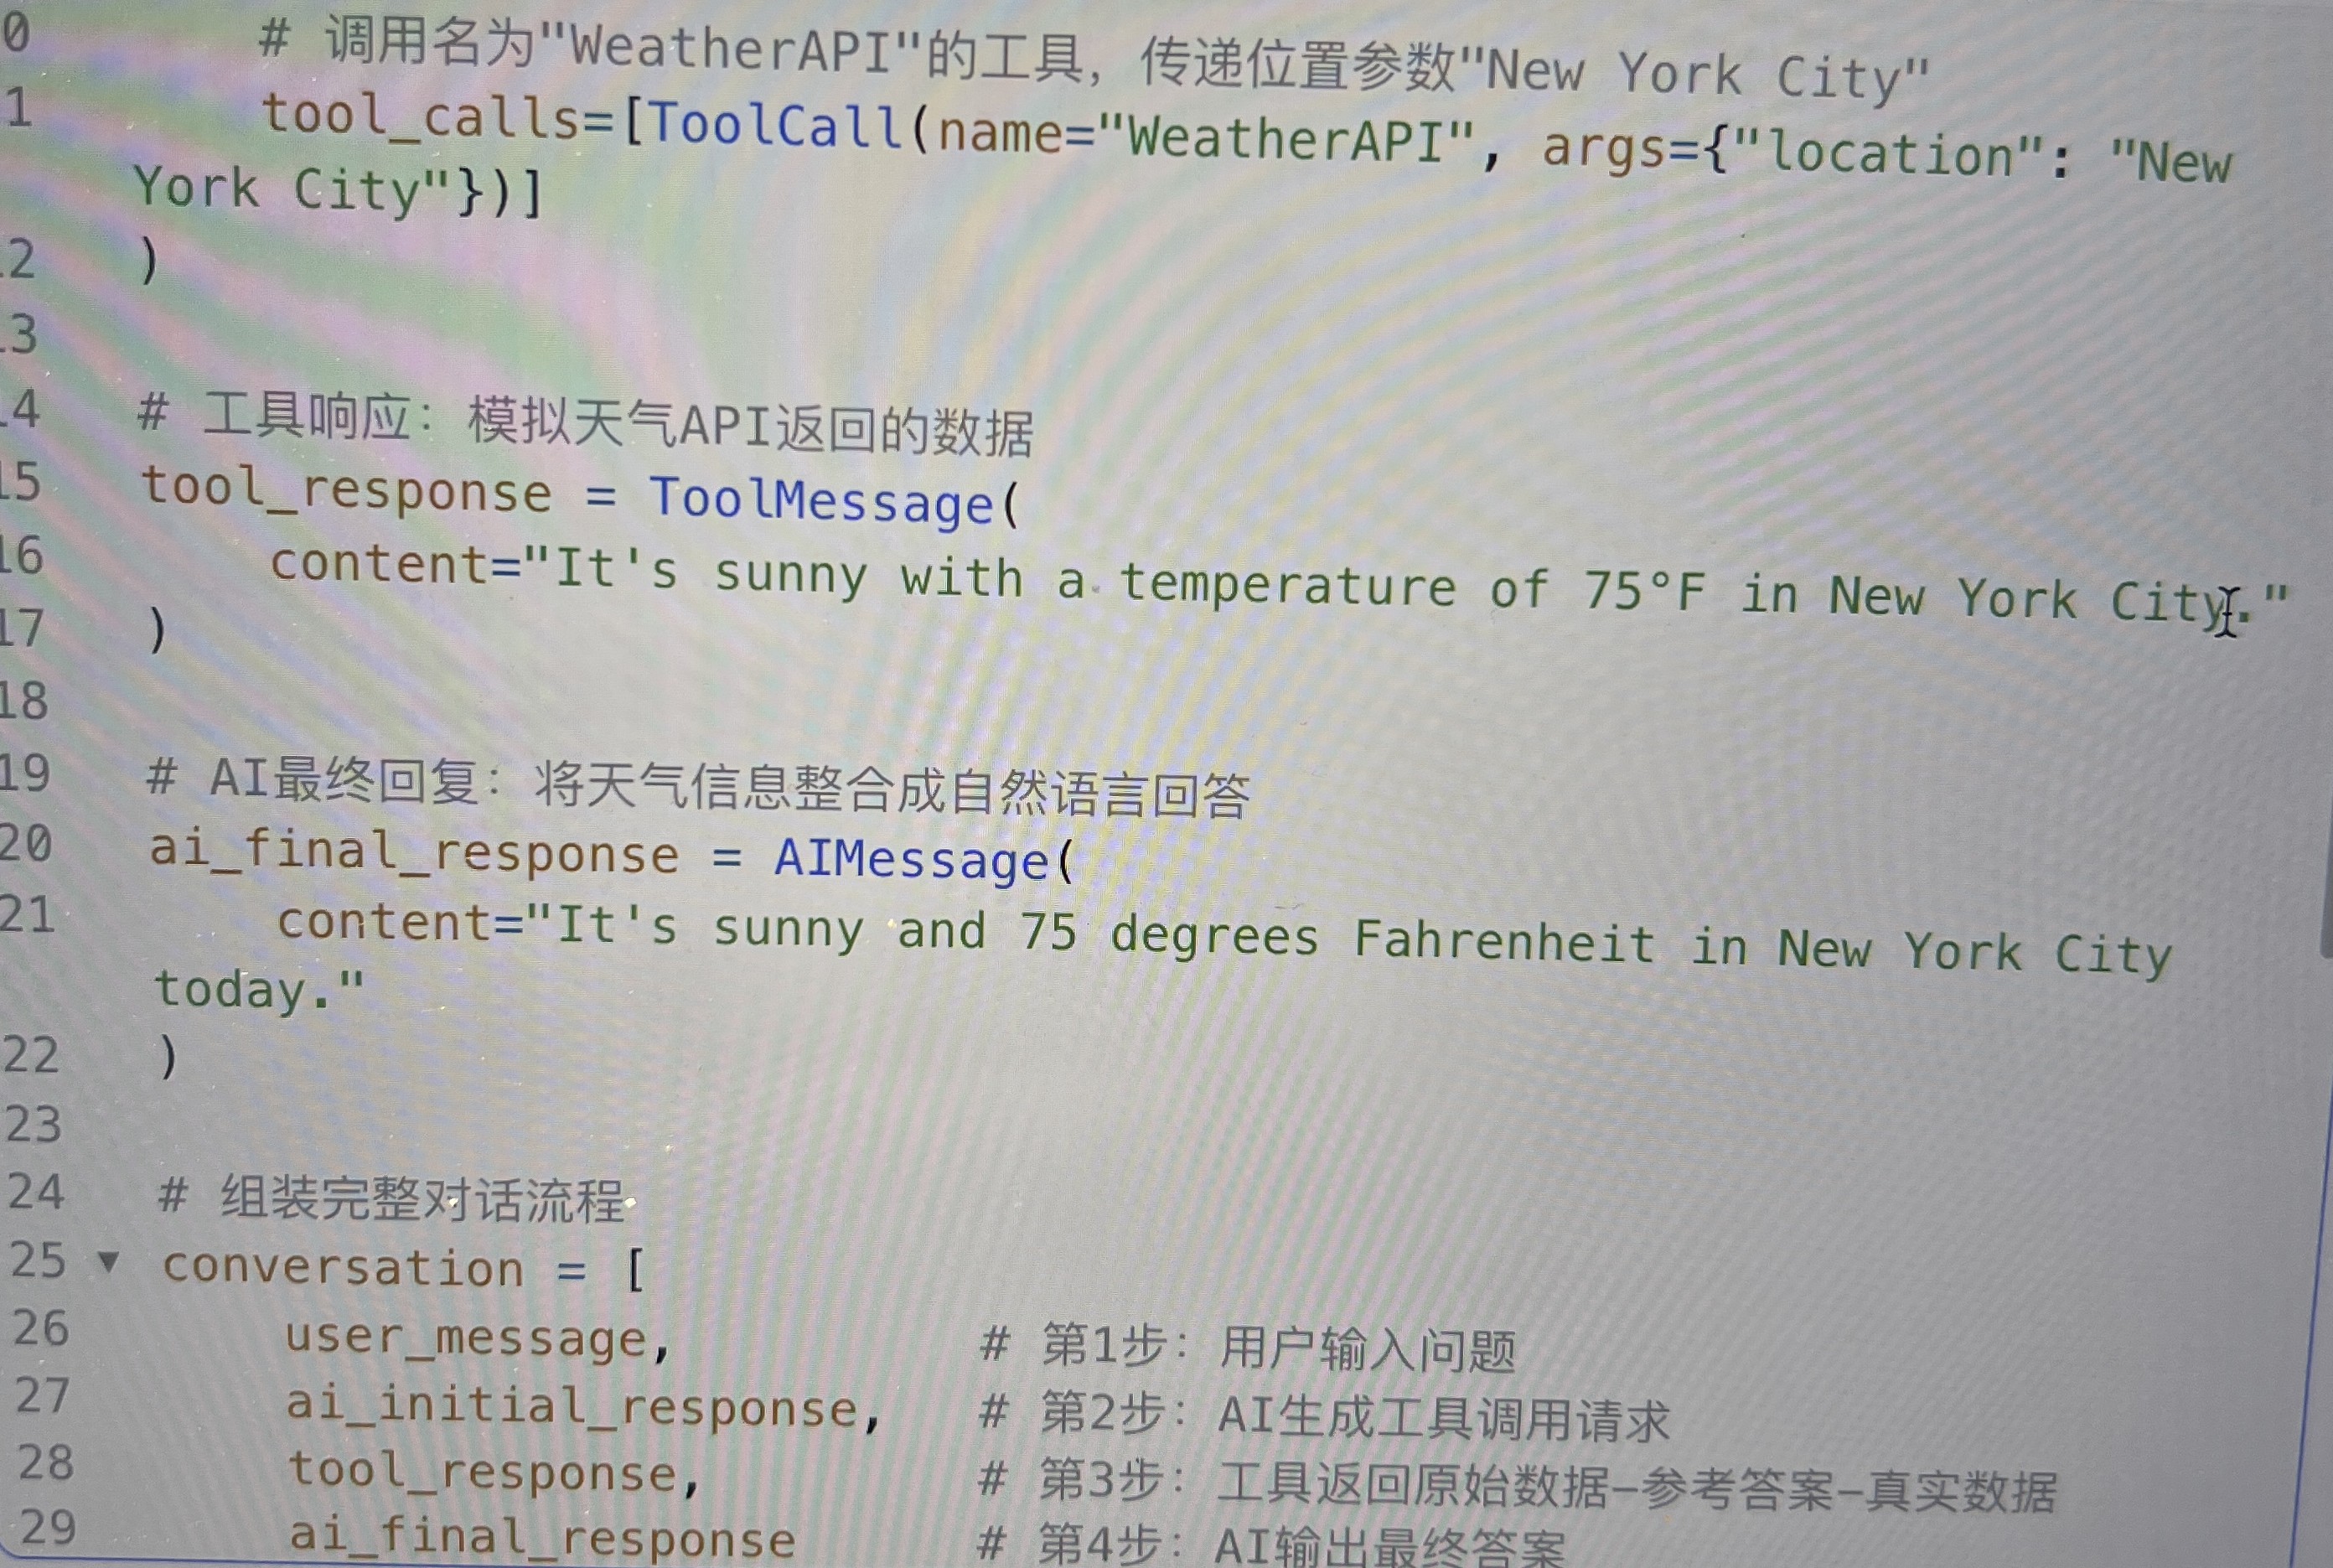 0 # 调用名为"WeatherAPI"的工具，传递位置参数"New York City"
1 tool_calls=[ToolCall(name="WeatherAPI", args={"location": "New
York City"})]
12 )
13
14 # 工具响应：模拟天气API返回的数据
15 tool_response = ToolMessage(
16 content="It's sunny with a temperature of 75°F in New York City."
17 )
18
19 # AI最终回复：将天气信息整合成自然语言回答
20 ai_final_response = AIMessage(
21 content="It's sunny and 75 degrees Fahrenheit in New York City
today."
22 )
23
24 # 组装完整对话流程
25 ▼ conversation = [
26 user_message, # 第1步：用户输入问题
27 ai_initial_response, # 第2步：AI生成工具调用请求
28 tool_response, # 第3步：工具返回原始数据—参考答案—真实数据
29 ai_final_response # 第4步：AI输出最终答案